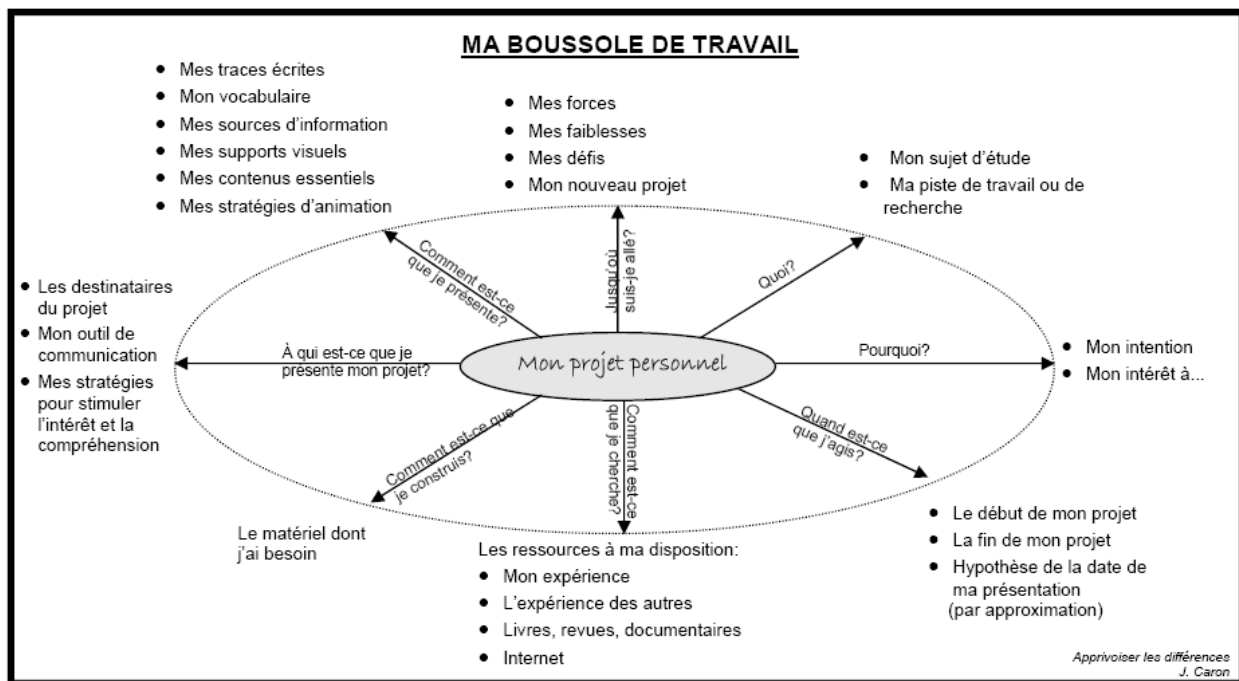 MA BOUSSOLE DE TRAVAIL
• Mes traces écrites
• Mon vocabulaire
• Mes sources d'information
• Mes supports visuels
• Mes contenus essentiels
• Mes stratégies d'animation
• Mes forces
• Mes faiblesses
• Mes défis
• Mon nouveau projet
• Mon sujet d'étude
• Ma piste de travail ou de
recherche
Comment est-ce
que je présente?
Jusqu'où
suis-je allé?
Quoi?
• Les destinataires
du projet
• Mon outil de
communication
• Mes stratégies
pour stimuler
l'intérêt et la
compréhension
À qui est-ce que je
présente mon projet?
Mon projet personnel
Pourquoi?
• Mon intention
• Mon intérêt à...
Comment est-ce que
je construis?
Comment est-ce
que je cherche?
Quand est-ce
que j'agis?
Le matériel dont
j'ai besoin
Les ressources à ma disposition:
• Mon expérience
• L'expérience des autres
• Livres, revues, documentaires
• Internet
• Le début de mon projet
• La fin de mon projet
• Hypothèse de la date de
ma présentation
(par approximation)
Apprivoiser les différences
J. Caron